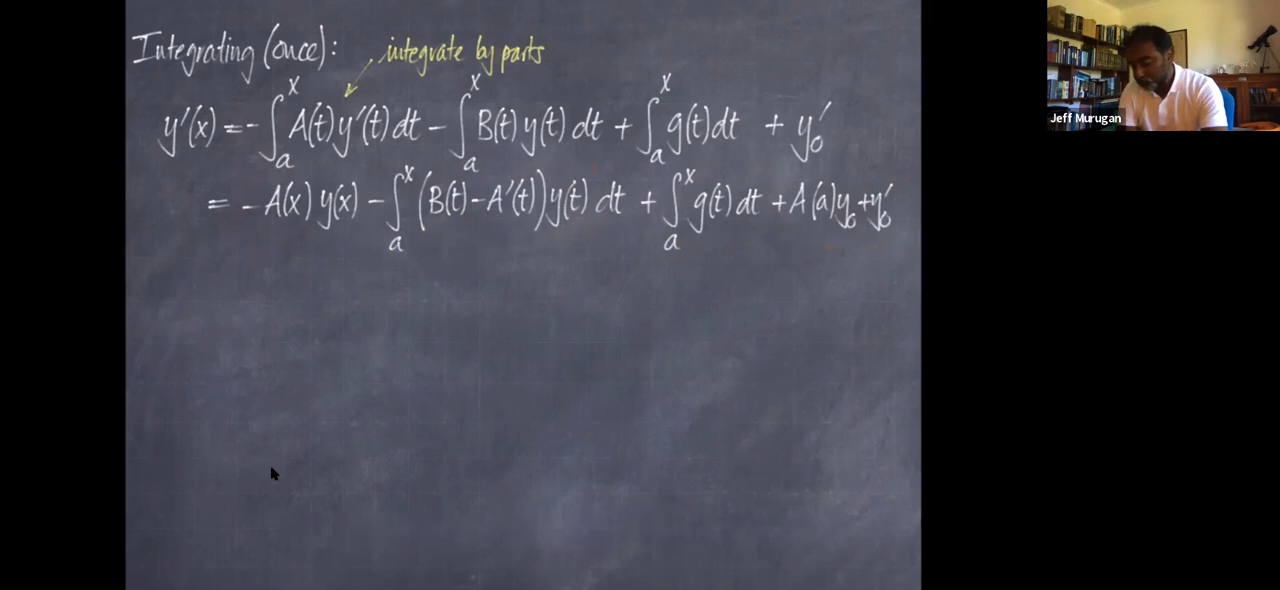 Integrating (once):
integrate by parts
y'(x) = -∫ₐˣ A(t) y'(t) dt - ∫ₐˣ B(t) y(t) dt + ∫ₐˣ g(t) dt + y₀'
= - A(x) y(x) - ∫ₐˣ (B(t) - A'(t)) y(t) dt + ∫ₐˣ g(t) dt + A(a) y₀ + y₀'
Jeff Murugan